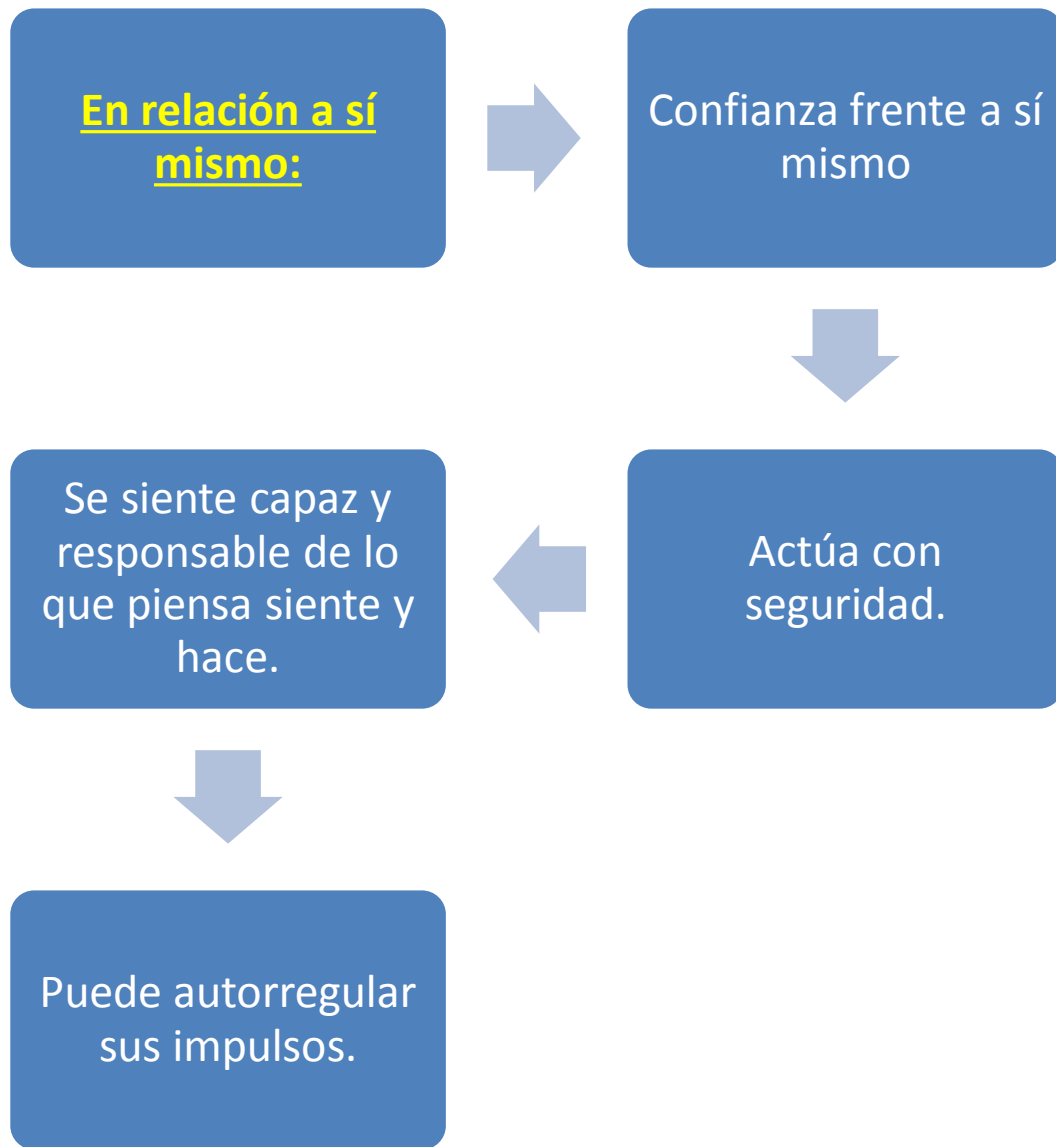 En relación a sí
mismo:
Confianza frente a sí
mismo
Actúa con
seguridad.
Se siente capaz y
responsable de lo
que piensa siente y
hace.
Puede autorregular
sus impulsos.